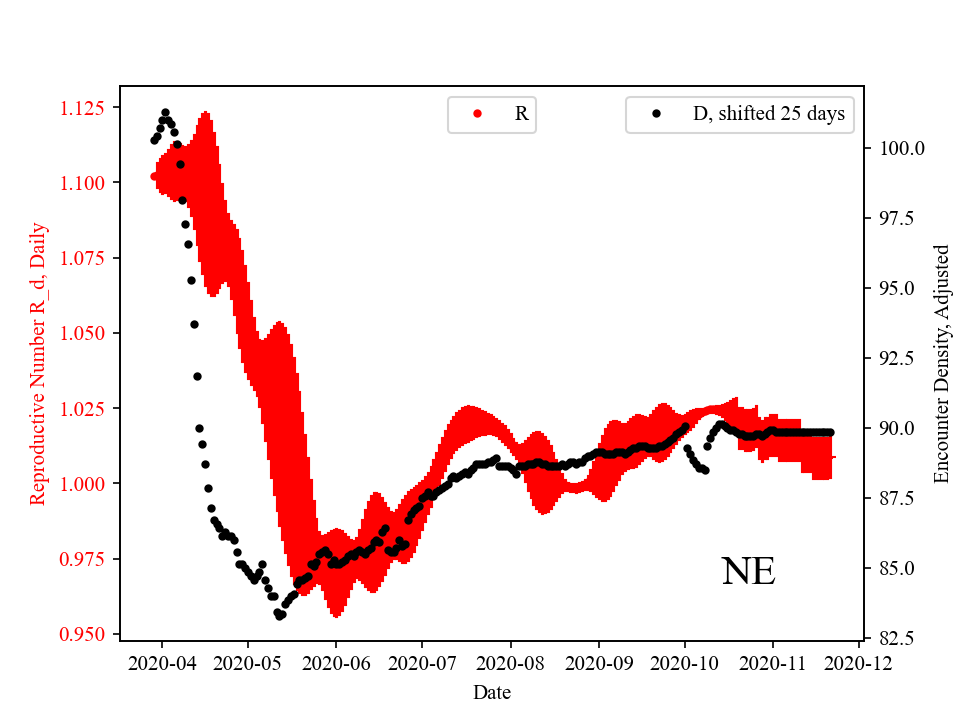 R
D, shifted 25 days
Reproductive Number R_d, Daily
1.125
1.100
1.075
1.050
1.025
1.000
0.975
0.950
100.0
97.5
95.0
92.5
90.0
87.5
85.0
82.5
Encounter Density, Adjusted
NE
2020-04 2020-05 2020-06 2020-07 2020-08 2020-09 2020-10 2020-11 2020-12
Date